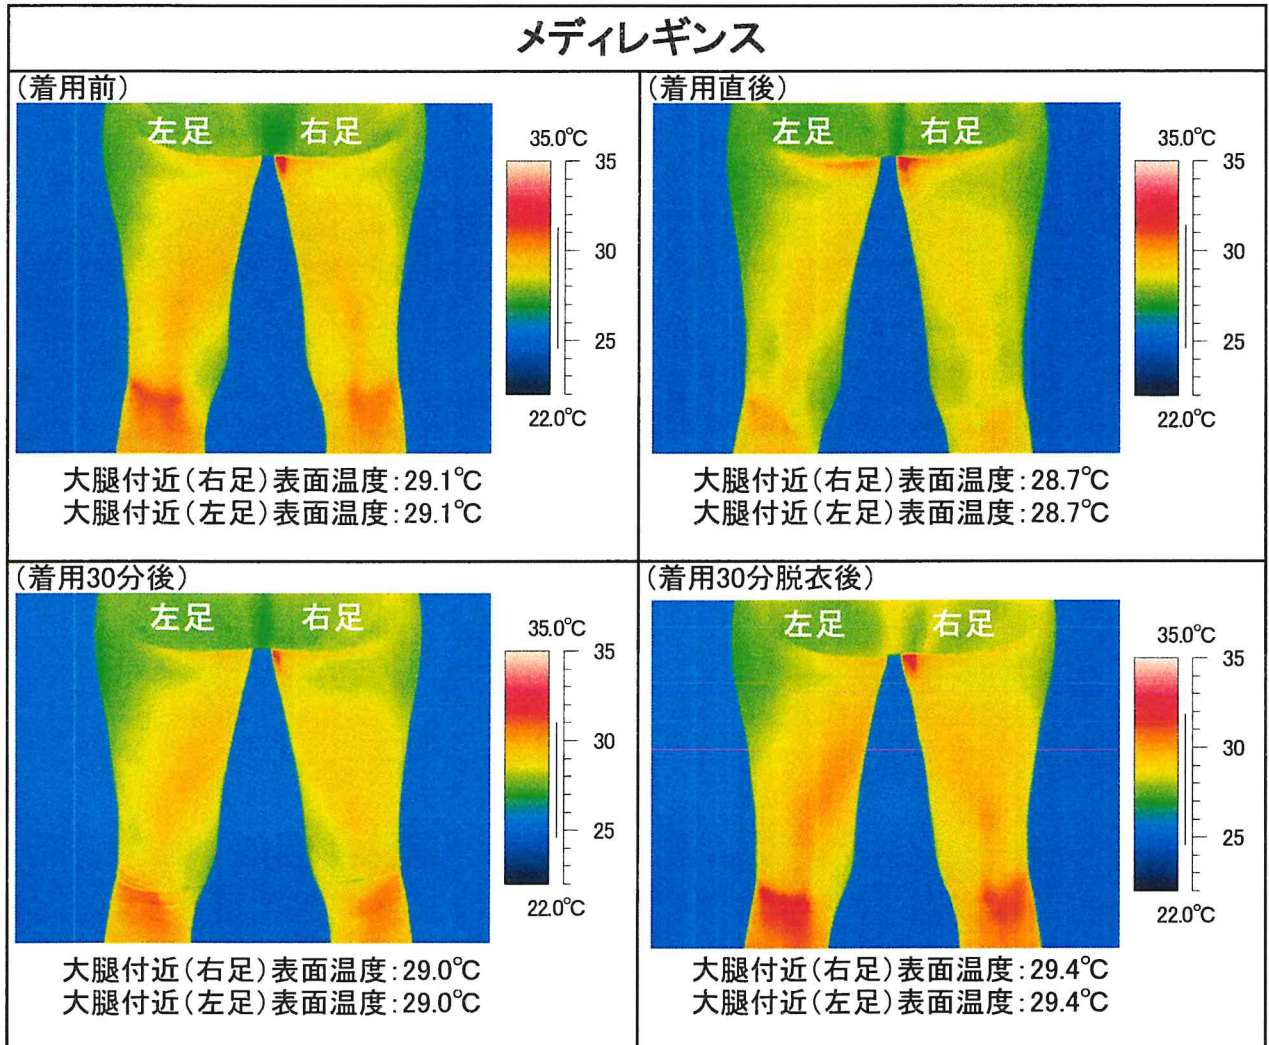 メディレギンス
(着用前)
左足 右足
35.0℃
35
30
25
22.0℃
大腿付近(右足)表面温度:29.1℃
大腿付近(左足)表面温度:29.1℃
(着用直後)
左足 右足
35.0℃
35
30
25
22.0℃
大腿付近(右足)表面温度:28.7℃
大腿付近(左足)表面温度:28.7℃
(着用30分後)
左足 右足
35.0℃
35
30
25
22.0℃
大腿付近(右足)表面温度:29.0℃
大腿付近(左足)表面温度:29.0℃
(着用30分脱衣後)
左足 右足
35.0℃
35
30
25
22.0℃
大腿付近(右足)表面温度:29.4℃
大腿付近(左足)表面温度:29.4℃